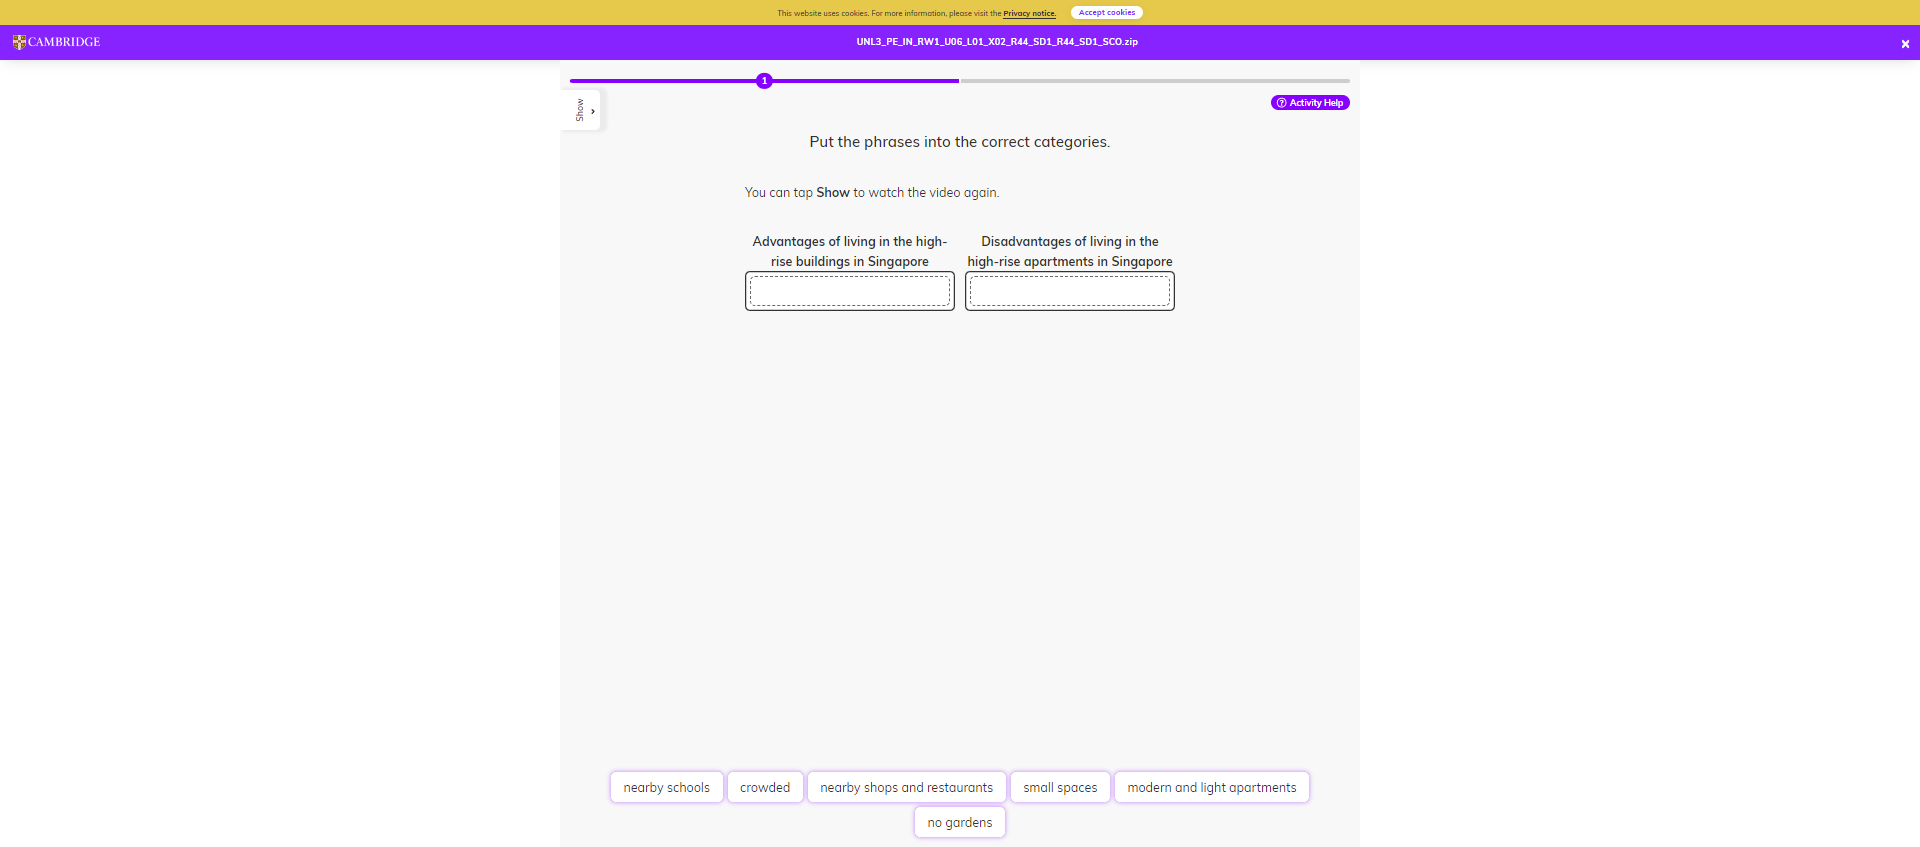 This website uses cookies. For more information, please visit the Privacy notice. Accept cookies
CAMBRIDGE UNL3_PE_IN_RW1_U06_L01_X02_R44_SD1_R44_SD1_SCO.zip ×
1
Show
? Activity Help
Put the phrases into the correct categories.
You can tap Show to watch the video again.
Advantages of living in the high-
rise buildings in Singapore
Disadvantages of living in the
high-rise apartments in Singapore
nearby schools crowded nearby shops and restaurants small spaces modern and light apartments
no gardens